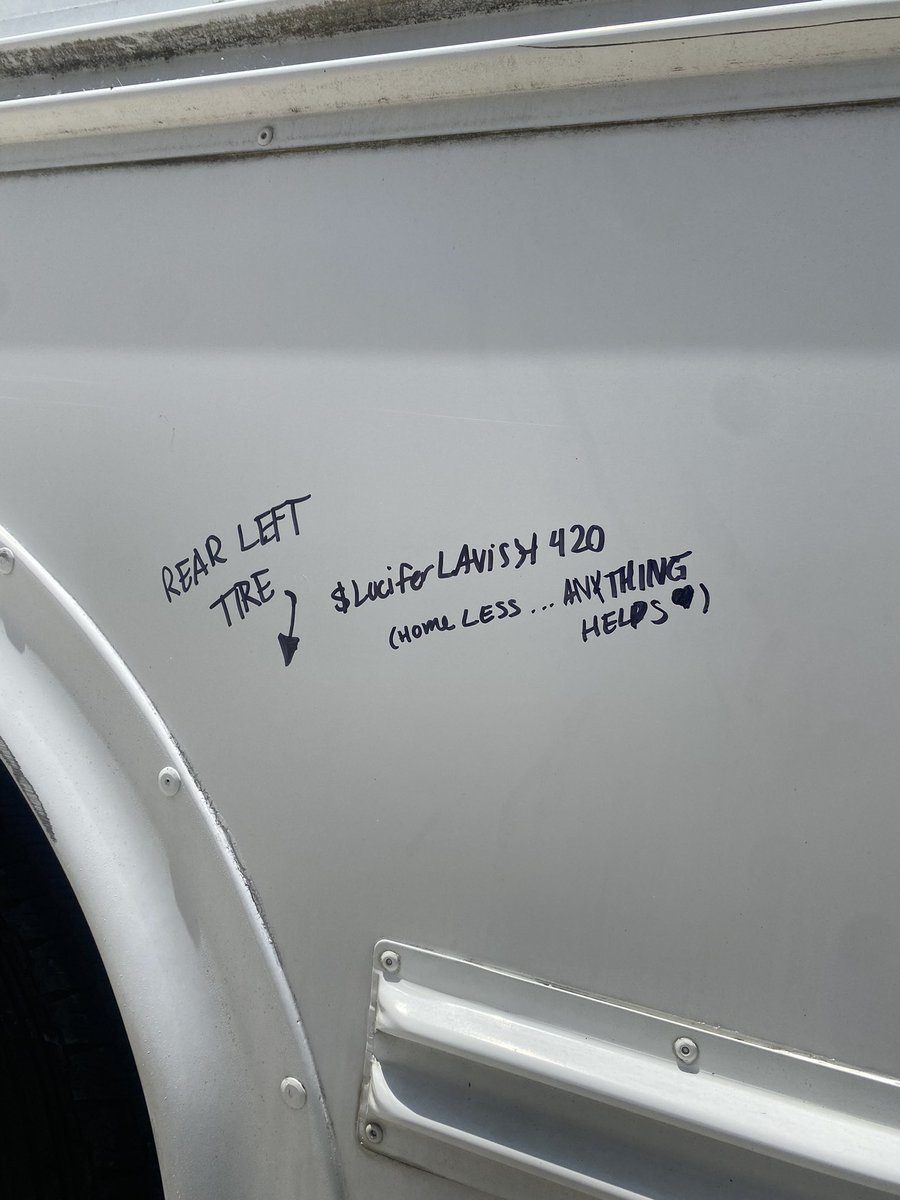 REAR LEFT
TIRE
$LuciferLAViSH 420
(HOMe LESS... ANYTHING
HELPS ♥)